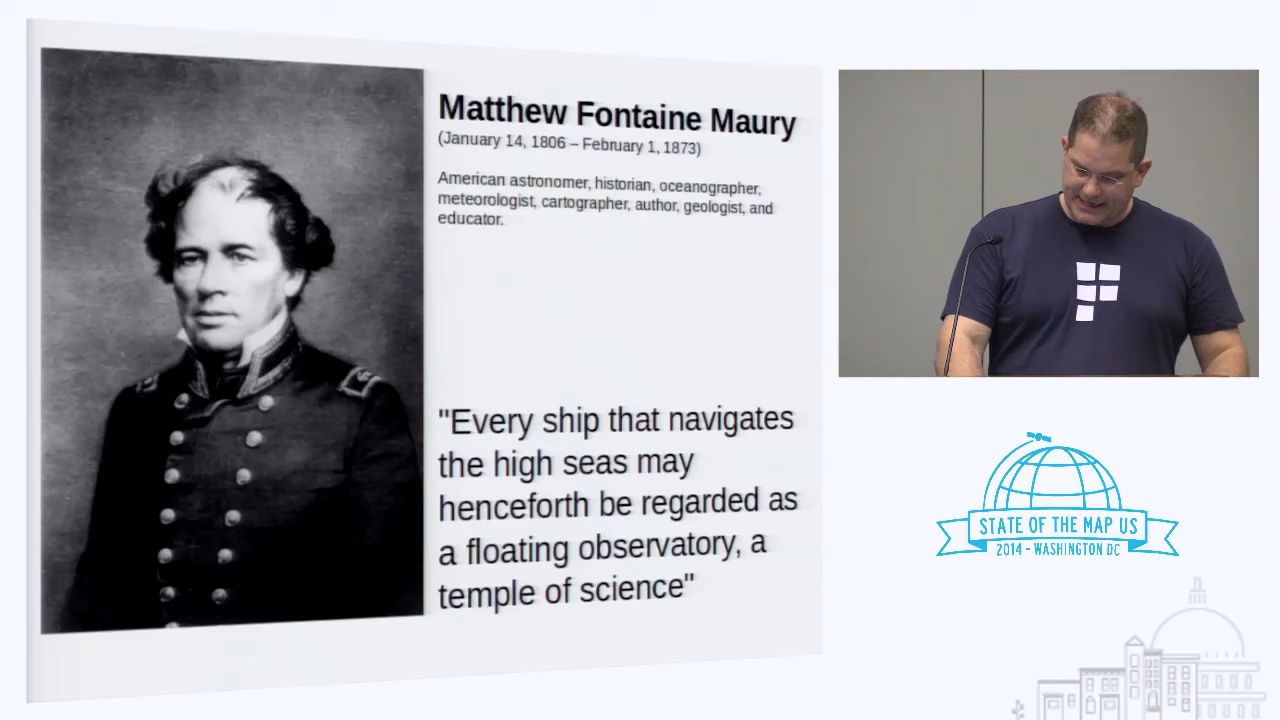 Matthew Fontaine Maury
(January 14, 1806 – February 1, 1873)
American astronomer, historian, oceanographer,
meteorologist, cartographer, author, geologist, and
educator.
"Every ship that navigates
the high seas may
henceforth be regarded as
a floating observatory, a
temple of science"
STATE OF THE MAP US
2014 - WASHINGTON DC